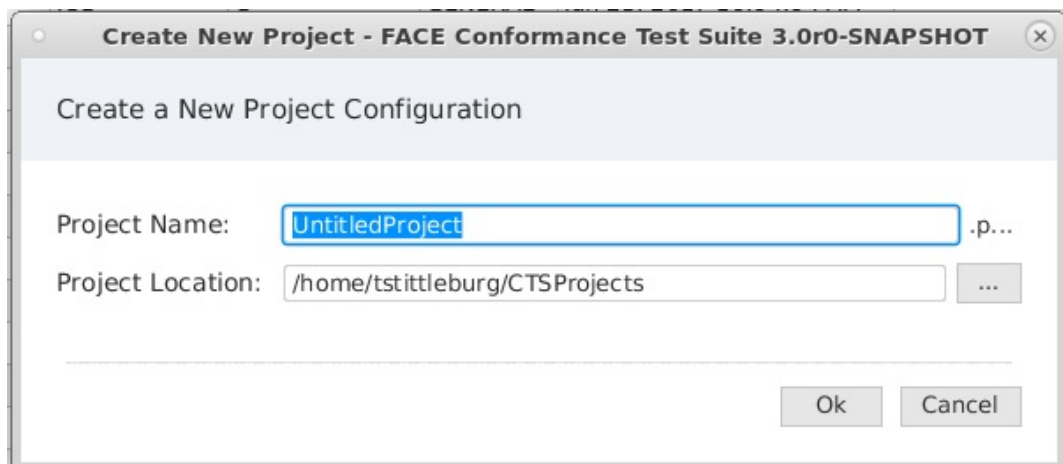 Create New Project - FACE Conformance Test Suite 3.0r0-SNAPSHOT
Create a New Project Configuration
Project Name: UntitledProject .p...
Project Location: /home/tstittleburg/CTSProjects ...
Ok Cancel